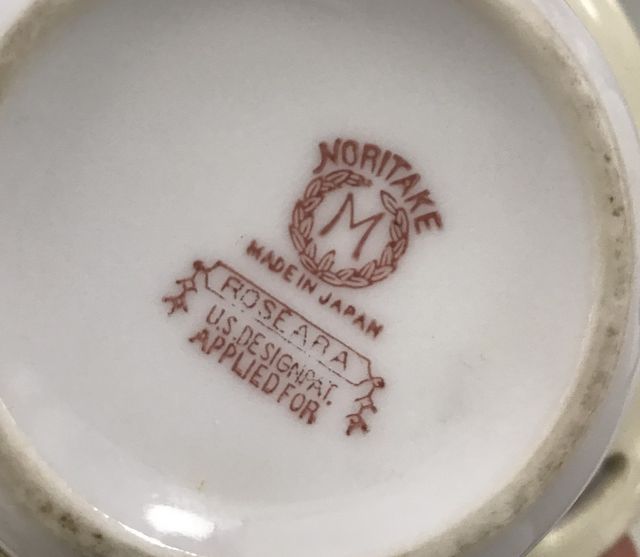 NORITAKE
M
MADE IN JAPAN
ROSEARA
U.S. DESIGN PAT.
APPLIED FOR